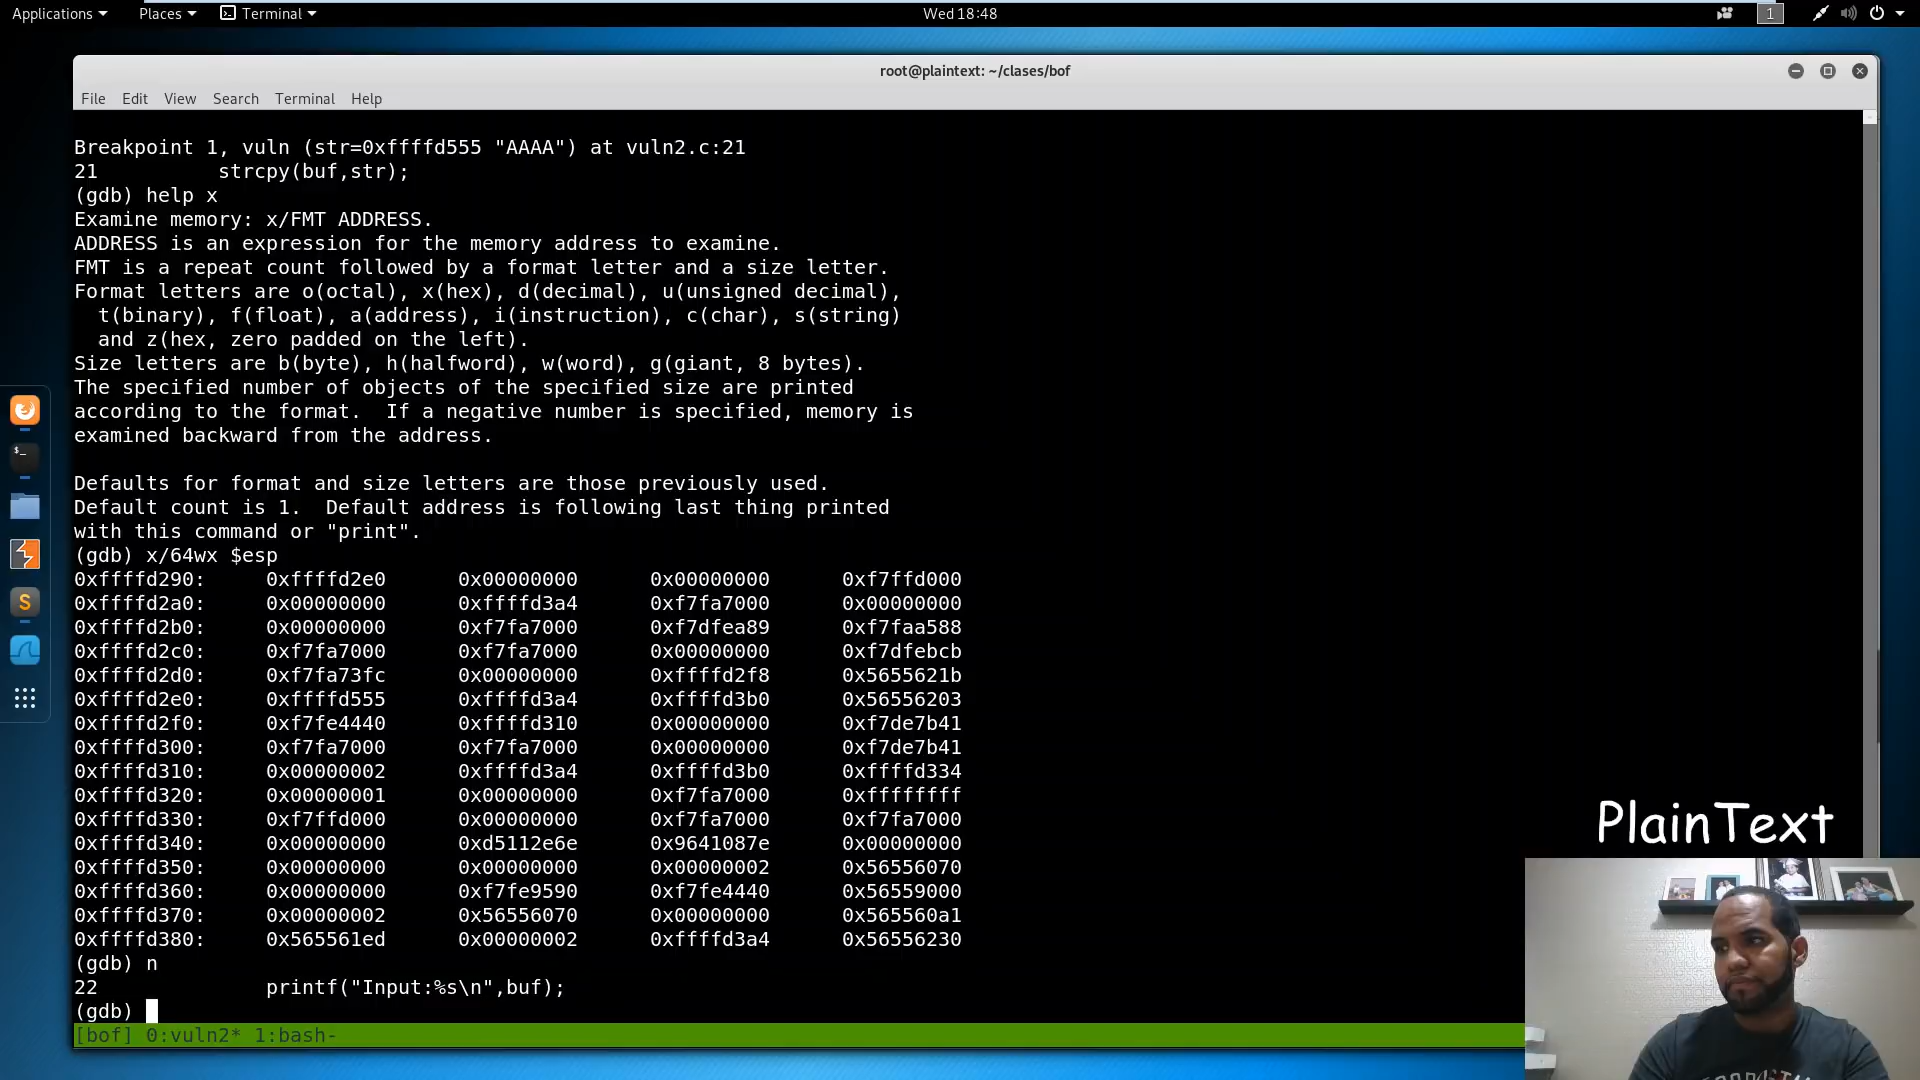 Applications Places Terminal Wed 18:48 1
root@plaintext: ~/clases/bof
File Edit View Search Terminal Help
Breakpoint 1, vuln (str=0xffffd555 "AAAA") at vuln2.c:21
21 strcpy(buf,str);
(gdb) help x
Examine memory: x/FMT ADDRESS.
ADDRESS is an expression for the memory address to examine.
FMT is a repeat count followed by a format letter and a size letter.
Format letters are o(octal), x(hex), d(decimal), u(unsigned decimal),
t(binary), f(float), a(address), i(instruction), c(char), s(string)
and z(hex, zero padded on the left).
Size letters are b(byte), h(halfword), w(word), g(giant, 8 bytes).
The specified number of objects of the specified size are printed
according to the format.  If a negative number is specified, memory is
examined backward from the address.
Defaults for format and size letters are those previously used.
Default count is 1.  Default address is following last thing printed
with this command or "print".
(gdb) x/64wx $esp
0xffffd290: 0xffffd2e0 0x00000000 0x00000000 0xf7ffd000
0xffffd2a0: 0x00000000 0xffffd3a4 0xf7fa7000 0x00000000
0xffffd2b0: 0x00000000 0xf7fa7000 0xf7dfea89 0xf7faa588
0xffffd2c0: 0xf7fa7000 0xf7fa7000 0x00000000 0xf7dfebcb
0xffffd2d0: 0xf7fa73fc 0x00000000 0xffffd2f8 0x5655621b
0xffffd2e0: 0xffffd555 0xffffd3a4 0xffffd3b0 0x56556203
0xffffd2f0: 0xf7fe4440 0xffffd310 0x00000000 0xf7de7b41
0xffffd300: 0xf7fa7000 0xf7fa7000 0x00000000 0xf7de7b41
0xffffd310: 0x00000002 0xffffd3a4 0xffffd3b0 0xffffd334
0xffffd320: 0x00000001 0x00000000 0xf7fa7000 0xffffffff
0xffffd330: 0xf7ffd000 0x00000000 0xf7fa7000 0xf7fa7000
0xffffd340: 0x00000000 0xd5112e6e 0x9641087e 0x00000000
0xffffd350: 0x00000000 0x00000000 0x00000002 0x56556070
0xffffd360: 0x00000000 0xf7fe9590 0xf7fe4440 0x56559000
0xffffd370: 0x00000002 0x56556070 0x00000000 0x565560a1
0xffffd380: 0x565561ed 0x00000002 0xffffd3a4 0x56556230
(gdb) n
22 printf("Input:%s\n",buf);
(gdb)
[bof] 0:vuln2* 1:bash-
PlainText